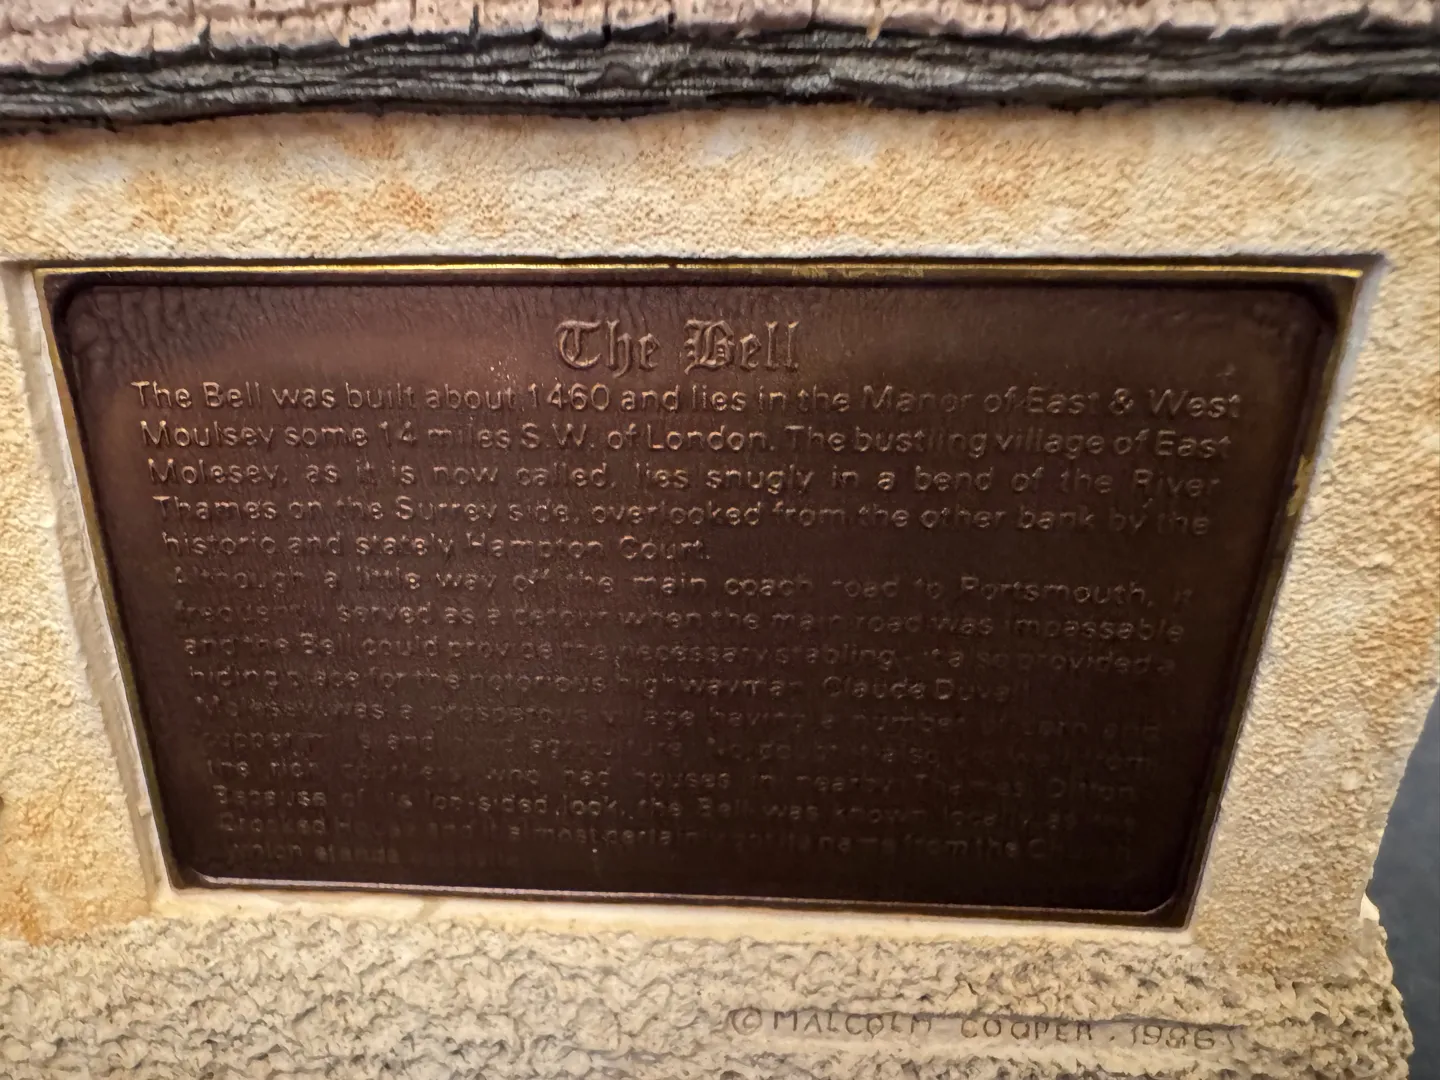 The Bell
The Bell was built about 1460 and lies in the Manor of East & West
Moulsey some 14 miles S.W. of London. The bustling village of East
Molesey, as it is now called, lies snugly in a bend of the River
Thames on the Surrey side, overlooked from the other bank by the
historic and stately Hampton Court.
Although a little way off the main coach road to Portsmouth, it
frequently served as a detour when the main road was impassable
and the Bell could provide the necessary stabling. It also provided a
hiding place for the notorious highwayman Claude Duvall
Molesey was a prosperous village having a number of and
and agriculture. No
the rich who had houses in nearby Thames Ditton.
Because of its lop-sided look, the Bell was known locally as the
Crooked House and it almost certainly got its name from the Church
which stands
© MALCOLM COOPER. 1986